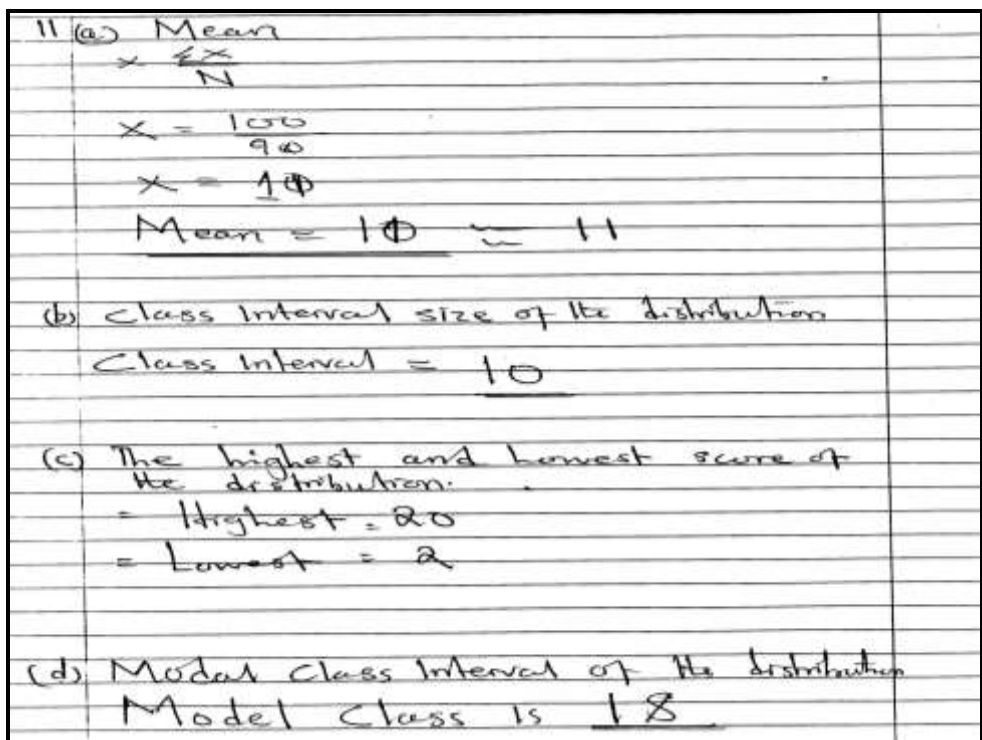 11 (a) Mean
x Σx
N
x = 100
90
x = 10
Mean = 10 ≈ 11
(b) Class Interval size of the distribution
Class Interval = 10
(c) The highest and Lowest score of
the distribution.
= Highest = 20
= Lowest = 2
(d) Modal Class Interval of the distribution
Model Class is 18